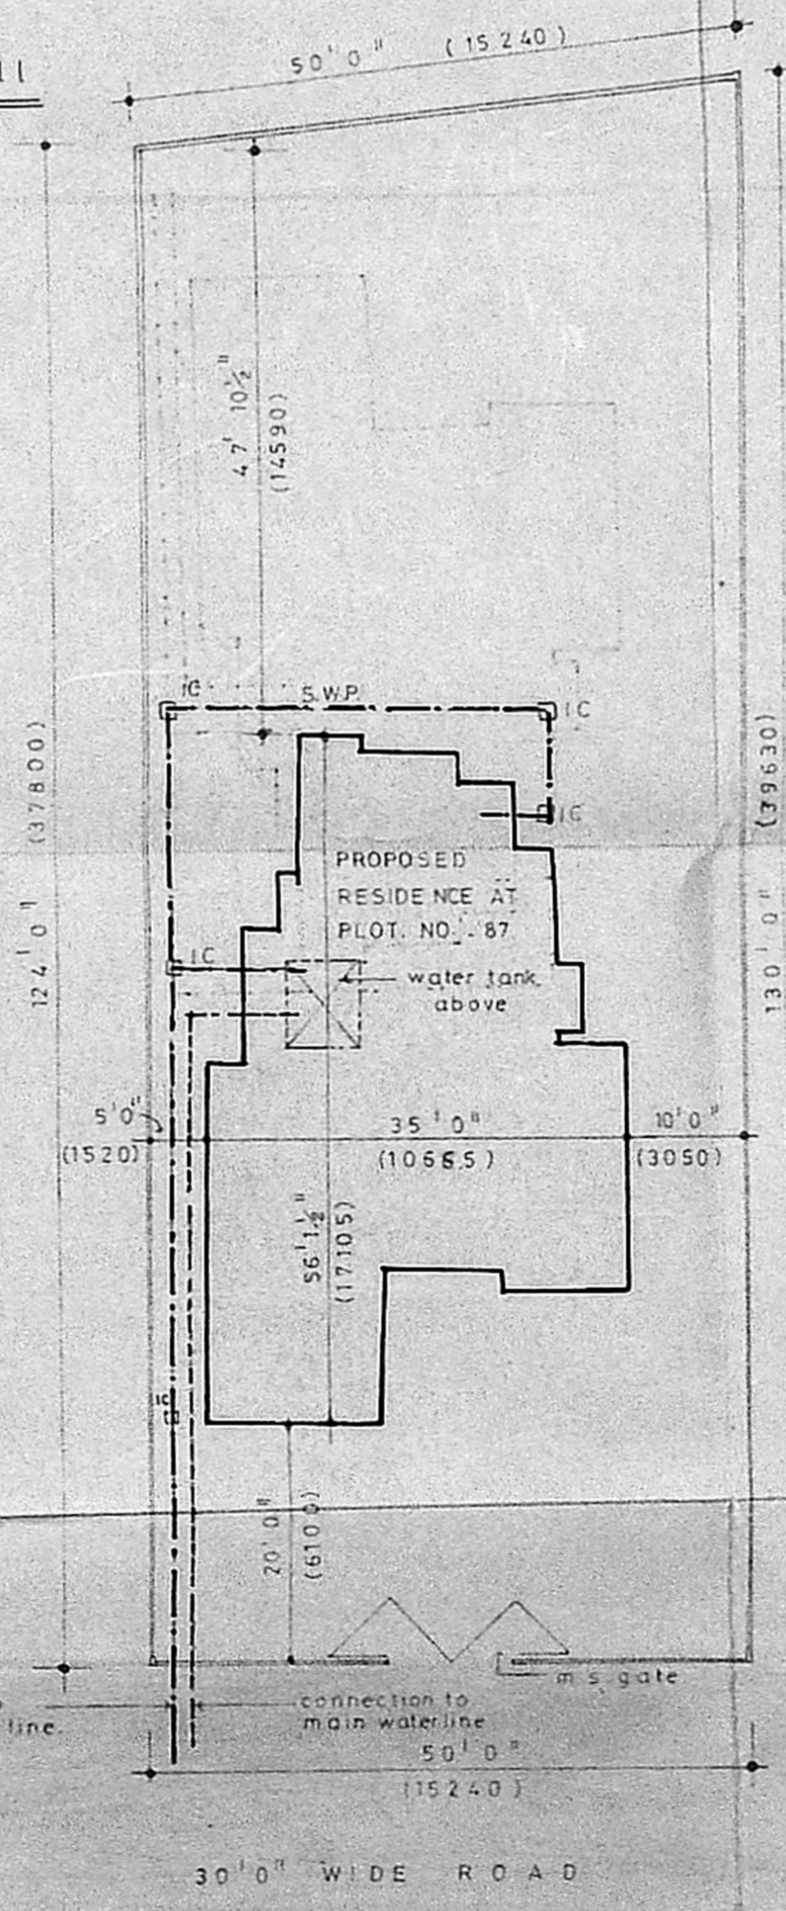 50'0" (15240)
47' 10½"
(14590)
IC
S.W.P.
IC
IC
(37800)
(39630)
PROPOSED
RESIDENCE AT
PLOT. NO. - 87
IC
water tank
above
124'0"
130'0"
5'0"
(1520)
35'0"
(10665)
10'0"
(3050)
56'1½"
(17105)
IC
20'0"
(6100)
m.s. gate
line.
connection to
main waterline
50'0"
(15240)
30'0" WIDE ROAD